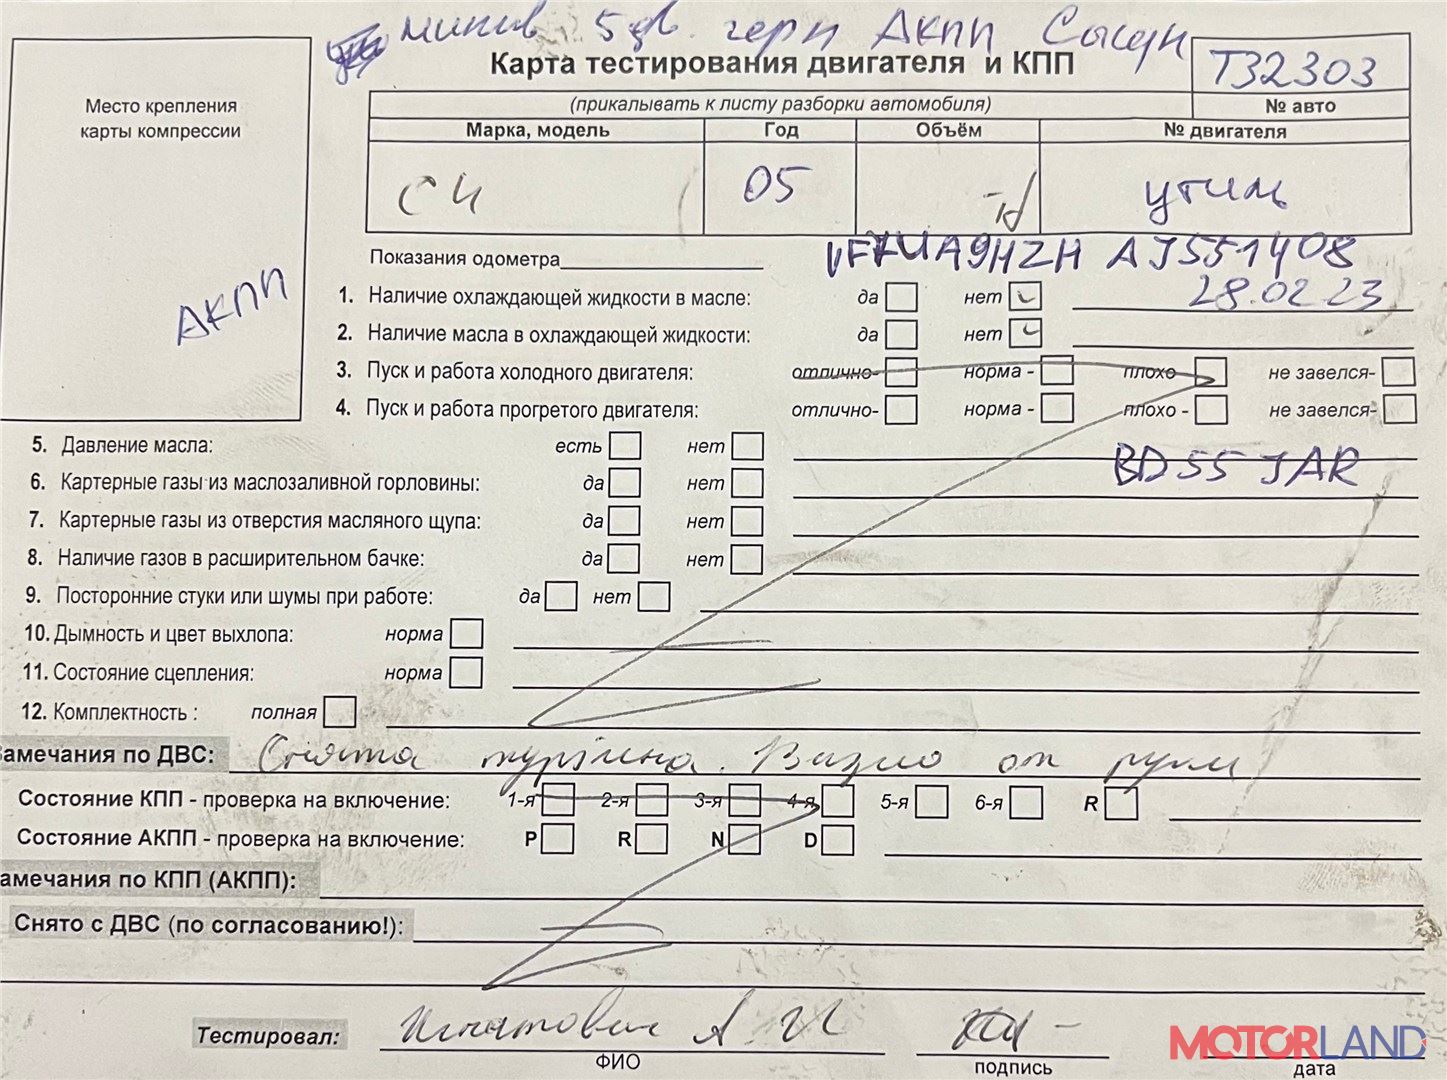 минив 5дв. черн АКПП
Карта тестирования двигателя и КПП
Т32303
№ авто
Место крепления
карты компрессии
АКПП
(прикалывать к листу разборки автомобиля)
Марка, модель Год Объём № двигателя
С4 05 утиль
Показания одометра
VF7UA9HZH AJ551408
28.02 23
1. Наличие охлаждающей жидкости в масле: да нет
2. Наличие масла в охлаждающей жидкости: да нет
3. Пуск и работа холодного двигателя: отлично- норма - плохо не завелся-
4. Пуск и работа прогретого двигателя: отлично- норма - плохо - не завелся-
5. Давление масла: есть нет
BD55 JAR
6. Картерные газы из маслозаливной горловины: да нет
7. Картерные газы из отверстия масляного щупа: да нет
8. Наличие газов в расширительном бачке: да нет
9. Посторонние стуки или шумы при работе: да нет
10. Дымность и цвет выхлопа: норма
11. Состояние сцепления: норма
12. Комплектность : полная
Замечания по ДВС: Снята турбина. от
Состояние КПП - проверка на включение: 1-я 2-я 3-я 4-я 5-я 6-я R
Состояние АКПП - проверка на включение: P R N D
амечания по КПП (АКПП):
Снято с ДВС (по согласованию!):
Тестировал: Игнатович А И
ФИО подпись дата
MOTORLAND